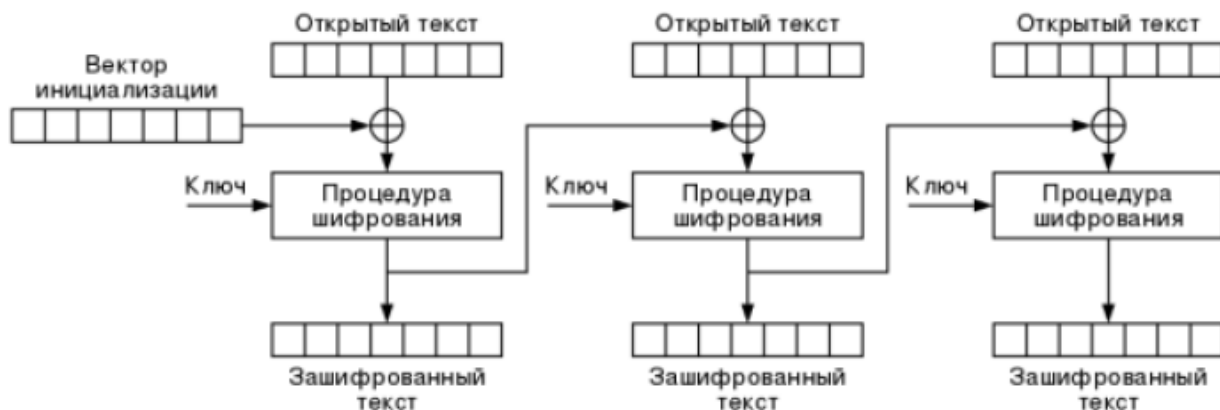 Открытый текст
Открытый текст
Открытый текст
Вектор
инициализации
Ключ
Процедура
шифрования
Ключ
Процедура
шифрования
Ключ
Процедура
шифрования
Зашифрованный
текст
Зашифрованный
текст
Зашифрованный
текст